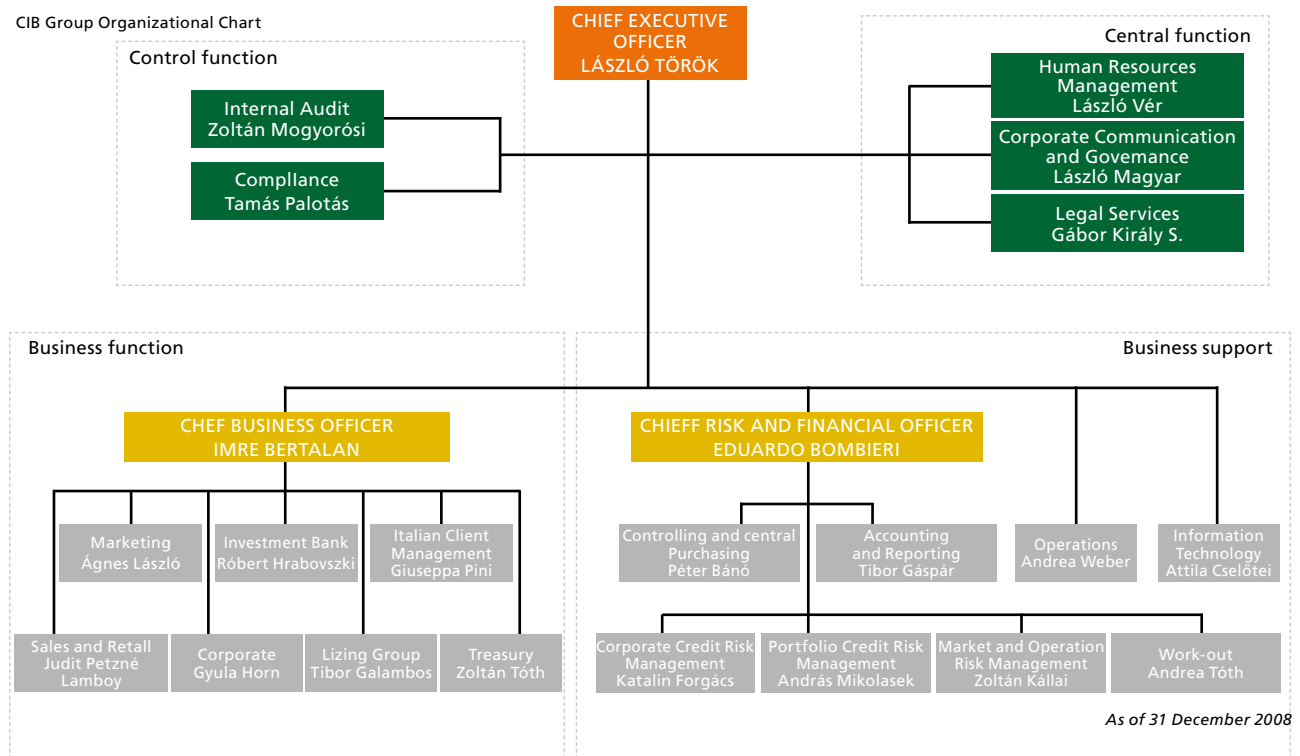 CIB Group Organizational Chart
CHIEF EXECUTIVE
OFFICER
LÁSZLÓ TÖRÖK
Control function
Internal Audit
Zoltán Mogyorósi
ComplIance
Tamás Palotás
Central function
Human Resources
Management
László Vér
Corporate Communication
and Govemance
László Magyar
Legal Services
Gábor Király S.
Business function
CHEF BUSINESS OFFICER
IMRE BERTALAN
Marketing
Ágnes László
Investment Bank
Róbert Hrabovszki
Italian Client
Management
Giuseppa Pini
Sales and Retall
Judit Petzné
Lamboy
Corporate
Gyula Horn
Lizing Group
Tibor Galambos
Treasury
Zoltán Tóth
Business support
CHIEFF RISK AND FINANCIAL OFFICER
EDUARDO BOMBIERI
Controlling and central
Purchasing
Péter Bánó
Accounting
and Reporting
Tibor Gáspár
Operations
Andrea Weber
Information
Technology
Attila Cselőtei
Corporate Credit Risk
Management
Katalin Forgács
Portfolio Credit Risk
Management
András Mikolasek
Market and Operation
Risk Management
Zoltán Kállai
Work-out
Andrea Tóth
As of 31 December 2008